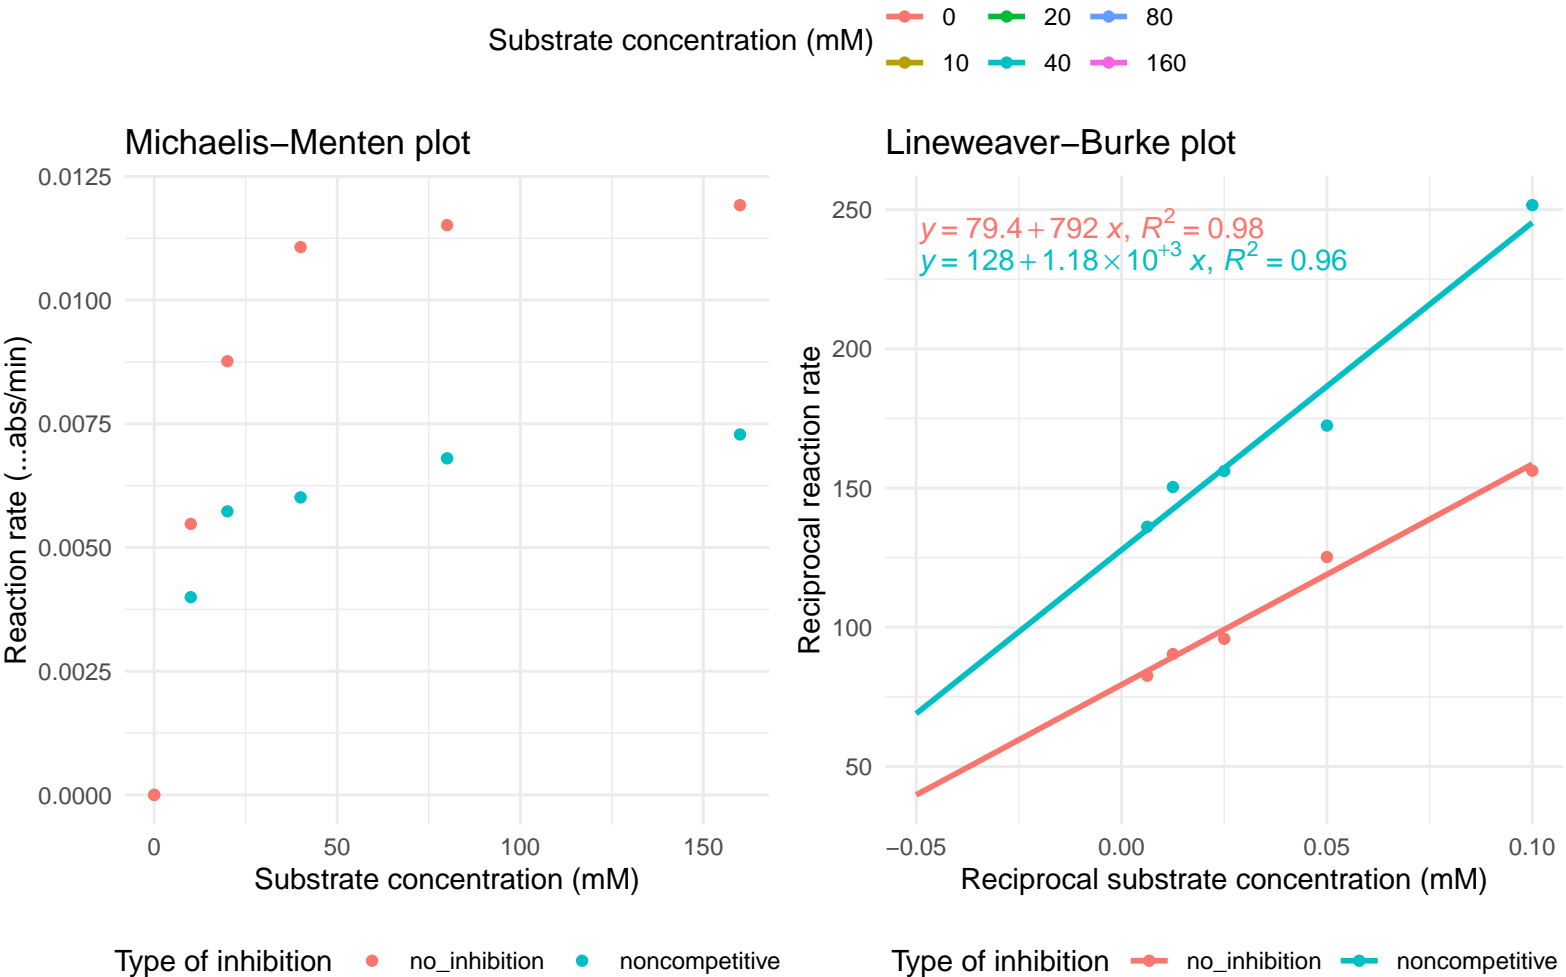 Substrate concentration (mM)
0 20 80
10 40 160
Michaelis−Menten plot
0.0125
0.0100
0.0075
0.0050
0.0025
0.0000
Reaction rate (...abs/min)
0 50 100 150
Substrate concentration (mM)
Type of inhibition no_inhibition noncompetitive
Lineweaver−Burke plot
y = 79.4 + 792 x, R² = 0.98
y = 128 + 1.18 × 10⁺³ x, R² = 0.96
250
200
150
100
50
Reciprocal reaction rate
−0.05 0.00 0.05 0.10
Reciprocal substrate concentration (mM)
Type of inhibition no_inhibition noncompetitive